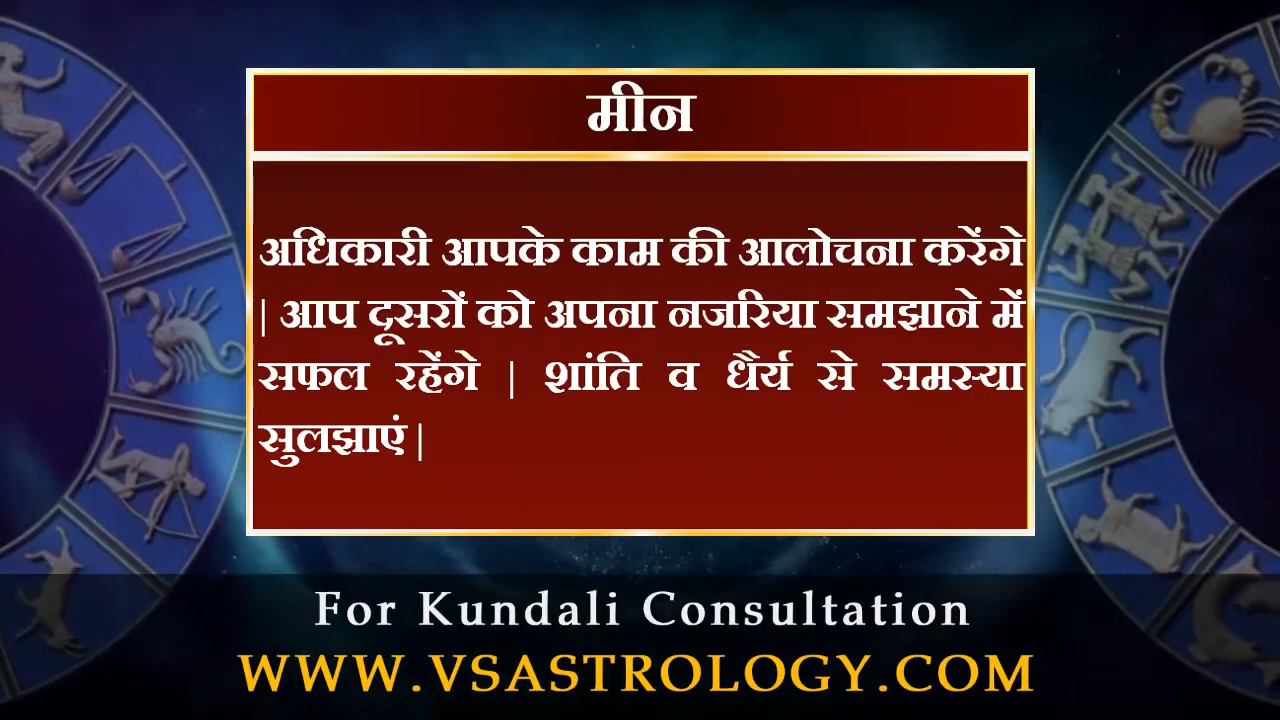 मीन
अधिकारी आपके काम की आलोचना करेंगे
| आप दूसरों को अपना नजरिया समझाने में
सफल रहेंगे | शांति व धैर्य से समस्या
सुलझाएं |
For Kundali Consultation
WWW.VSASTROLOGY.COM